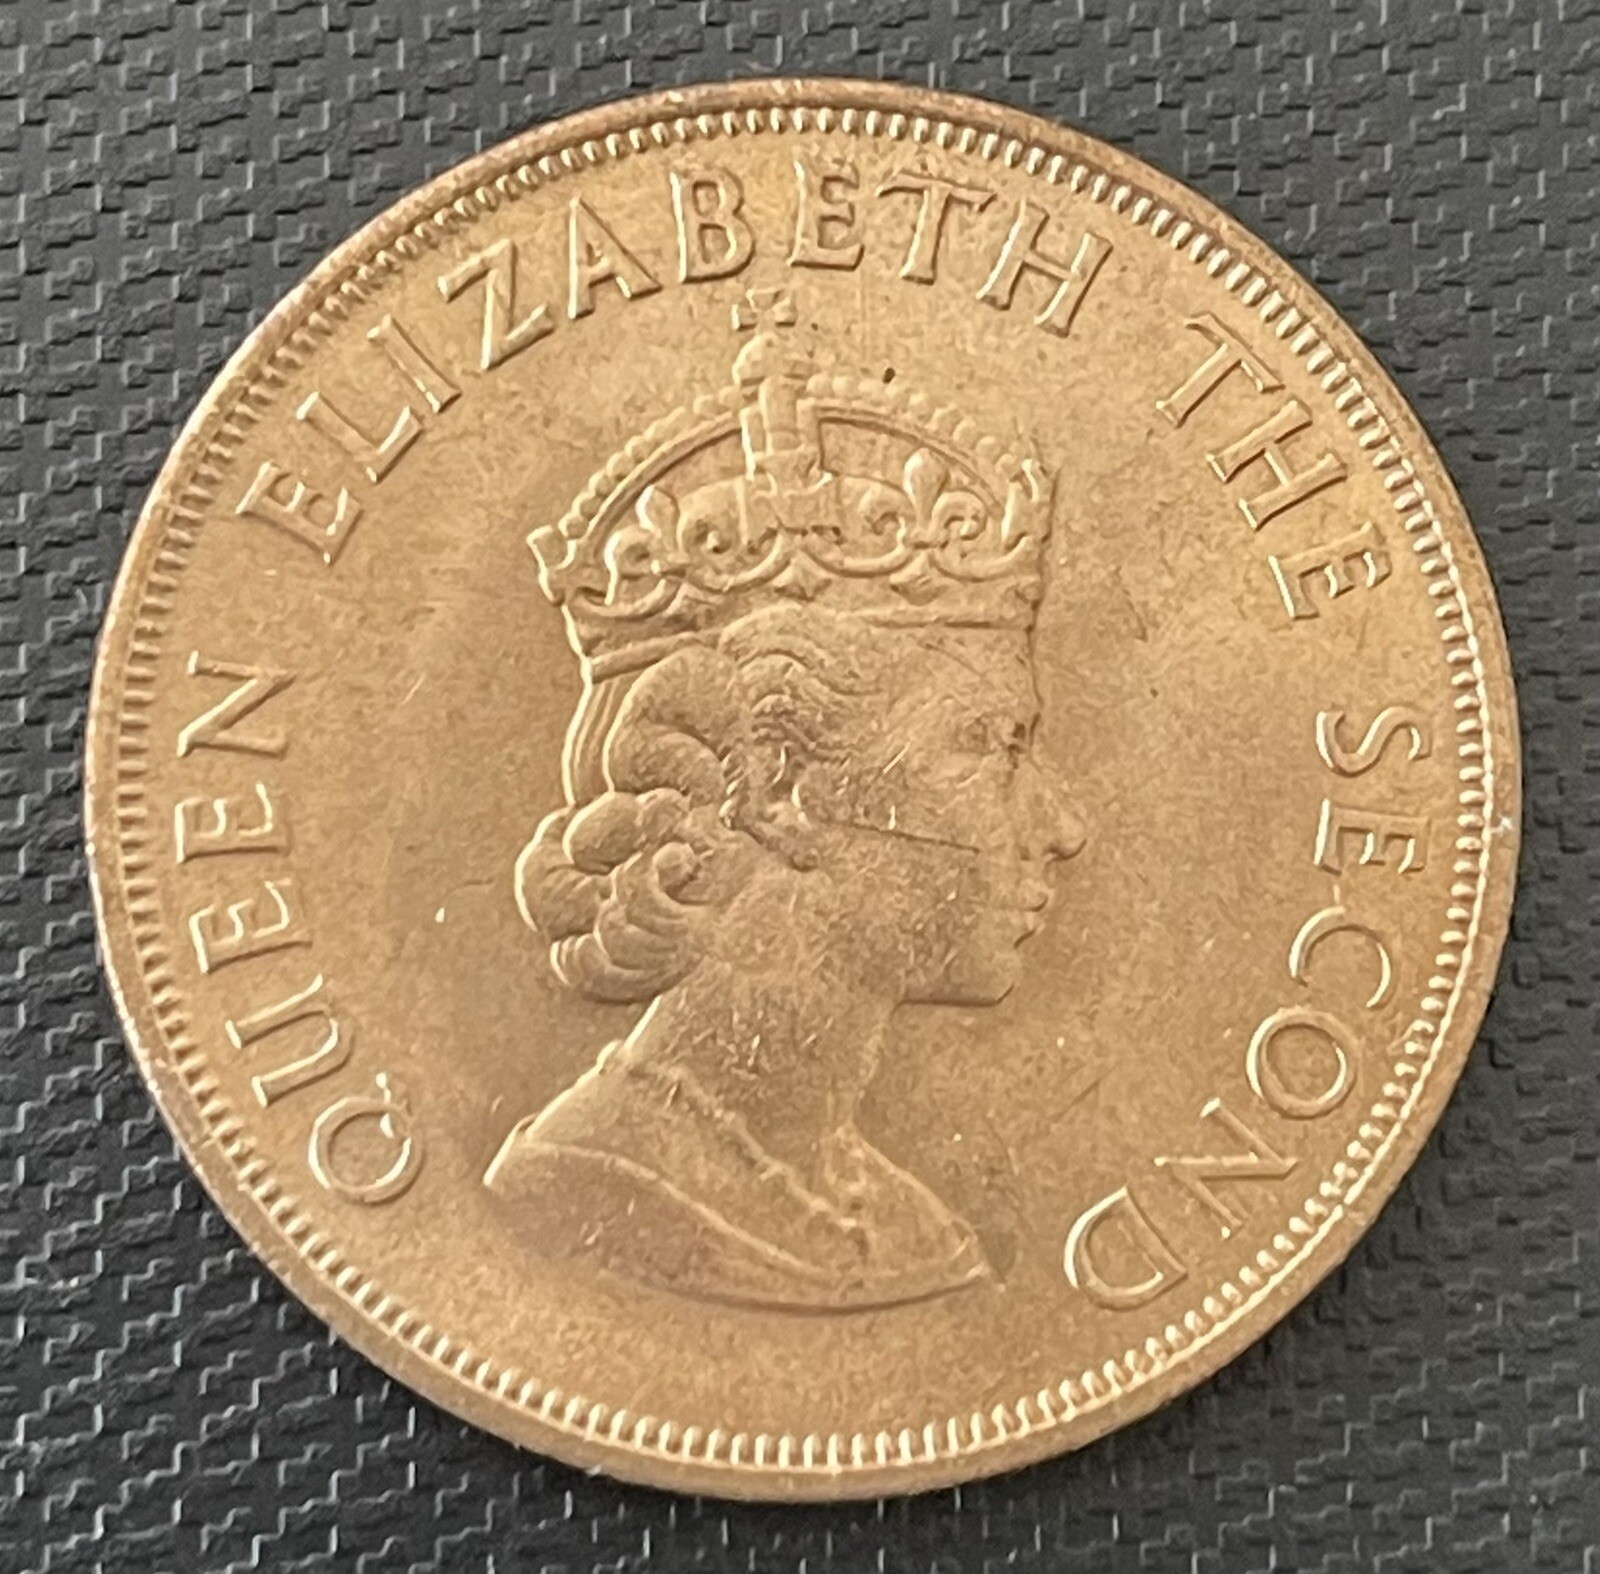 QUEEN ELIZABETH THE SECOND